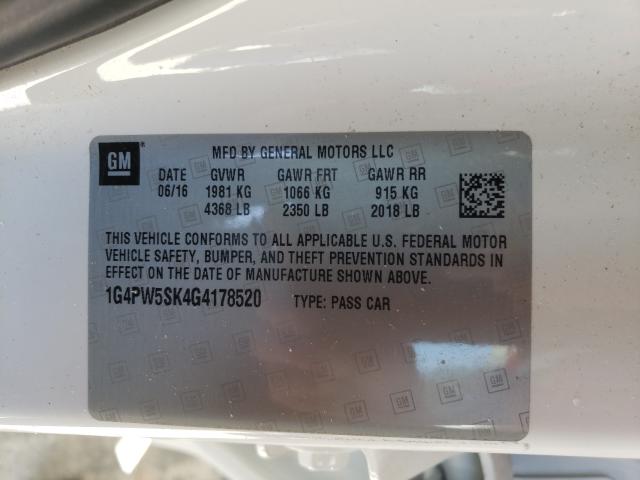 GM MFD BY GENERAL MOTORS LLC
DATE GVWR GAWR FRT GAWR RR
06/16 1981 KG 1066 KG 915 KG
4368 LB 2350 LB 2018 LB
THIS VEHICLE CONFORMS TO ALL APPLICABLE U.S. FEDERAL MOTOR
VEHICLE SAFETY, BUMPER, AND THEFT PREVENTION STANDARDS IN
EFFECT ON THE DATE OF MANUFACTURE SHOWN ABOVE.
1G4PW5SK4G4178520 TYPE: PASS CAR